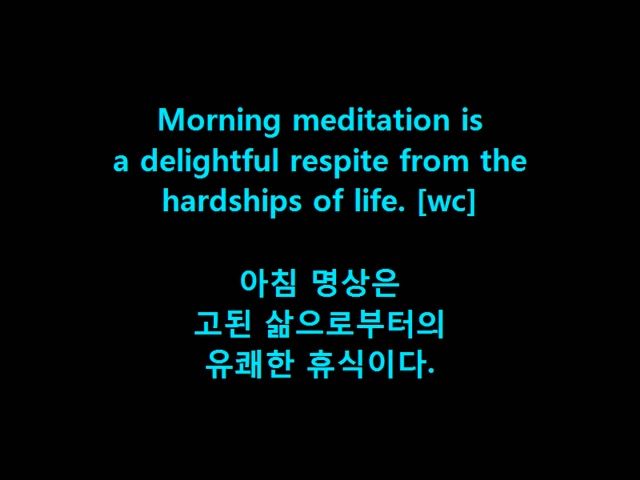 Morning meditation is
a delightful respite from the
hardships of life. [wc]
아침 명상은
고된 삶으로부터의
유쾌한 휴식이다.